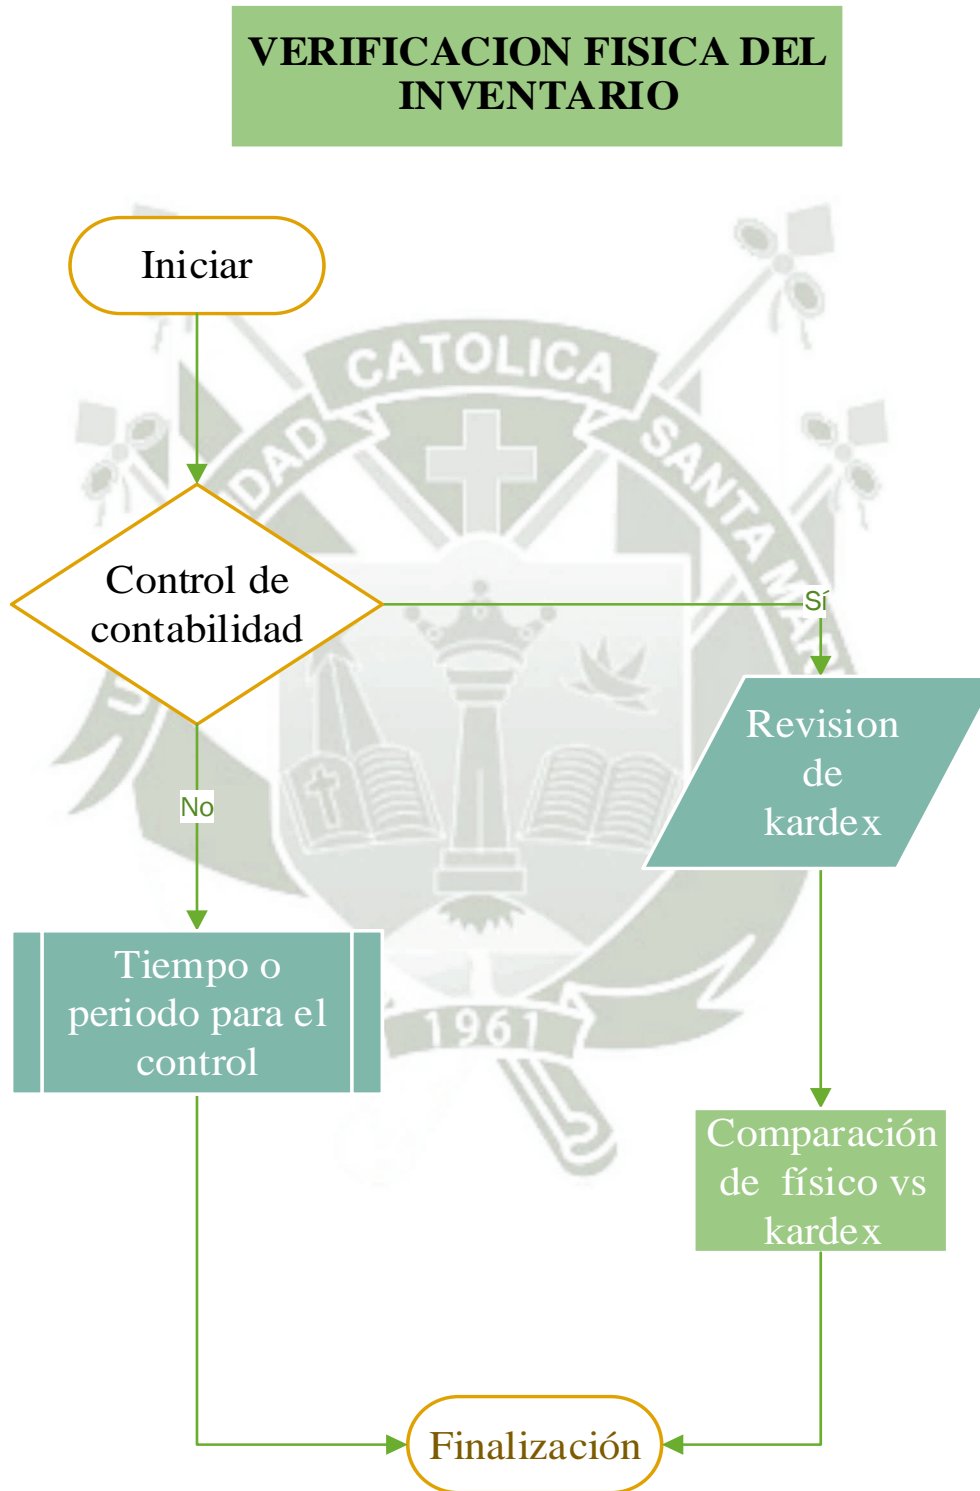 VERIFICACION FISICA DEL
INVENTARIO
Iniciar
CATOLICA
DAD
SANTA MAR
Control de
contabilidad
Sí
Revision
de
kardex
No
Tiempo o
periodo para el
control
1961
Comparación
de físico vs
kardex
Finalización